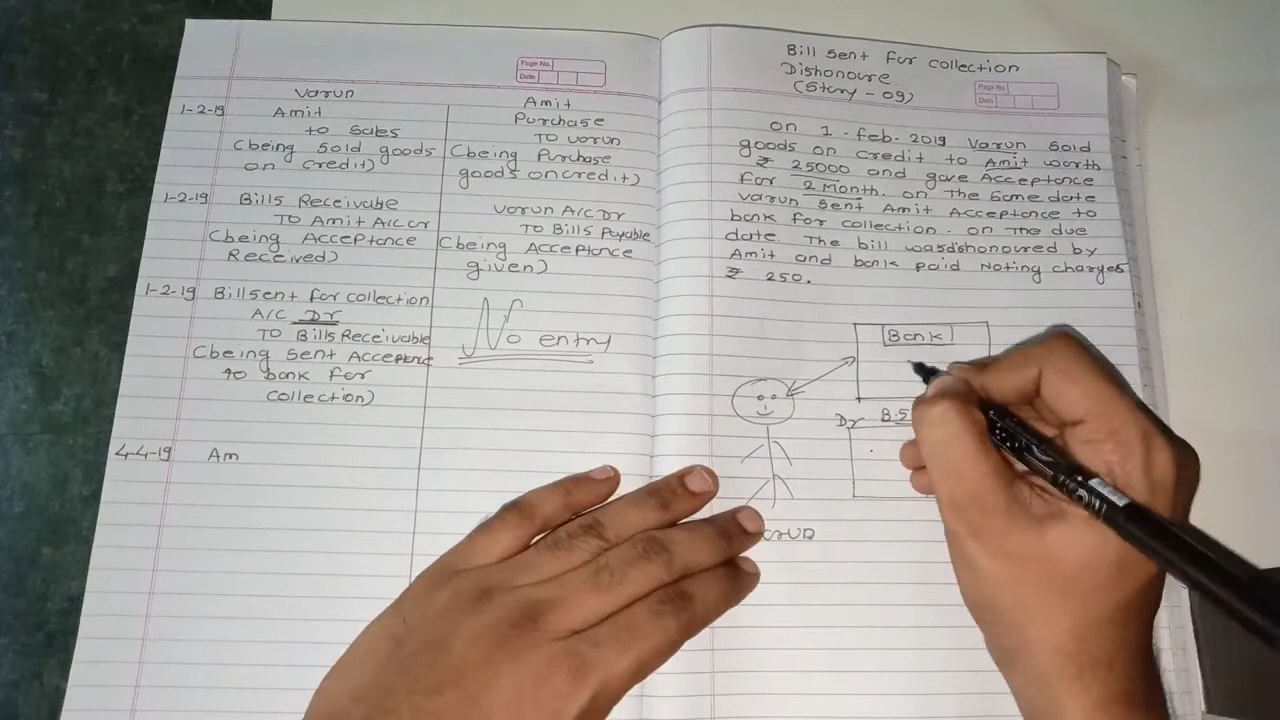 Page No.
Date
Varun
1-2-19 Amit
to Sales
(being sold goods
on credit)
1-2-19 Bills Receivable
TO Amit A/C Cr
(being Acceptance
Received)
1-2-19 Bill sent for collection
A/C Dr
TO Bills Receivable
(being sent Acceptence
to bank for
collection)
4-4-19 Am
Amit
Purchase
TO Varun
(being Purchase
goods on credit)
Varun A/C Dr
TO Bills Payable
(being Acceptance
given)
No entry
Bill sent for collection
Dishonoure
(Story - 09)
Page No.
Date
on 1 - feb - 2019 Varun sold
goods on credit to Amit worth
₹ 25000 and gave Acceptance
For 2 Month. on the same date
Varun sent Amit Acceptance to
bank for collection. on the due
date The bill was dishonoured by
Amit and bank paid Noting charges
₹ 250.
Bank
Dr B.S